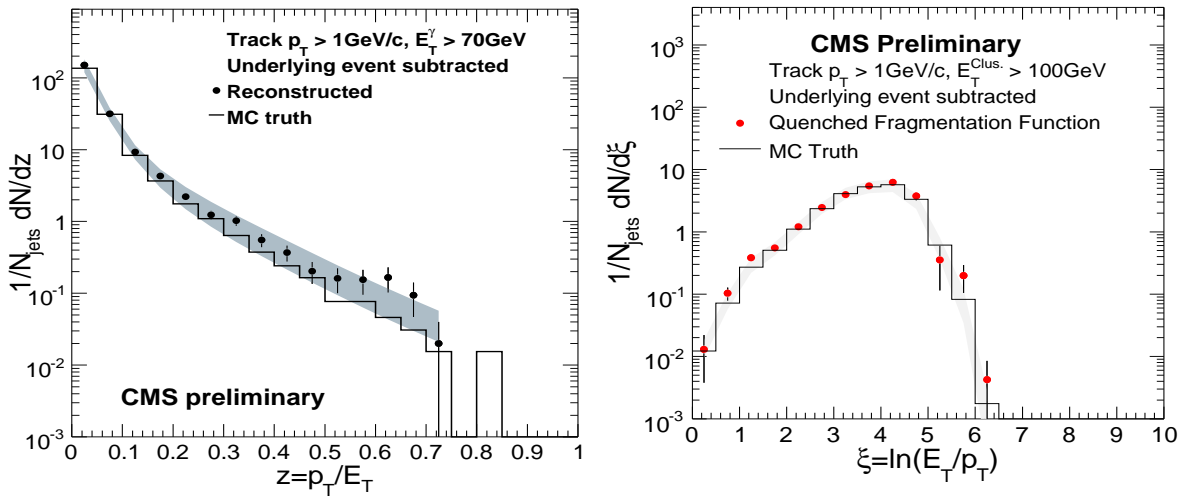 Track p_T > 1GeV/c, E_T^γ > 70GeV
Underlying event subtracted
Reconstructed
MC truth
CMS preliminary
1/N_jets dN/dz
10^2
10
1
10^-1
10^-2
10^-3
0 0.1 0.2 0.3 0.4 0.5 0.6 0.7 0.8 0.9 1
z=p_T/E_T
CMS Preliminary
Track p_T > 1GeV/c, E_T^Clus. > 100GeV
Underlying event subtracted
Quenched Fragmentation Function
MC Truth
1/N_jets dN/dξ
10^3
10^2
10
1
10^-1
10^-2
10^-3
0 1 2 3 4 5 6 7 8 9 10
ξ=ln(E_T/p_T)